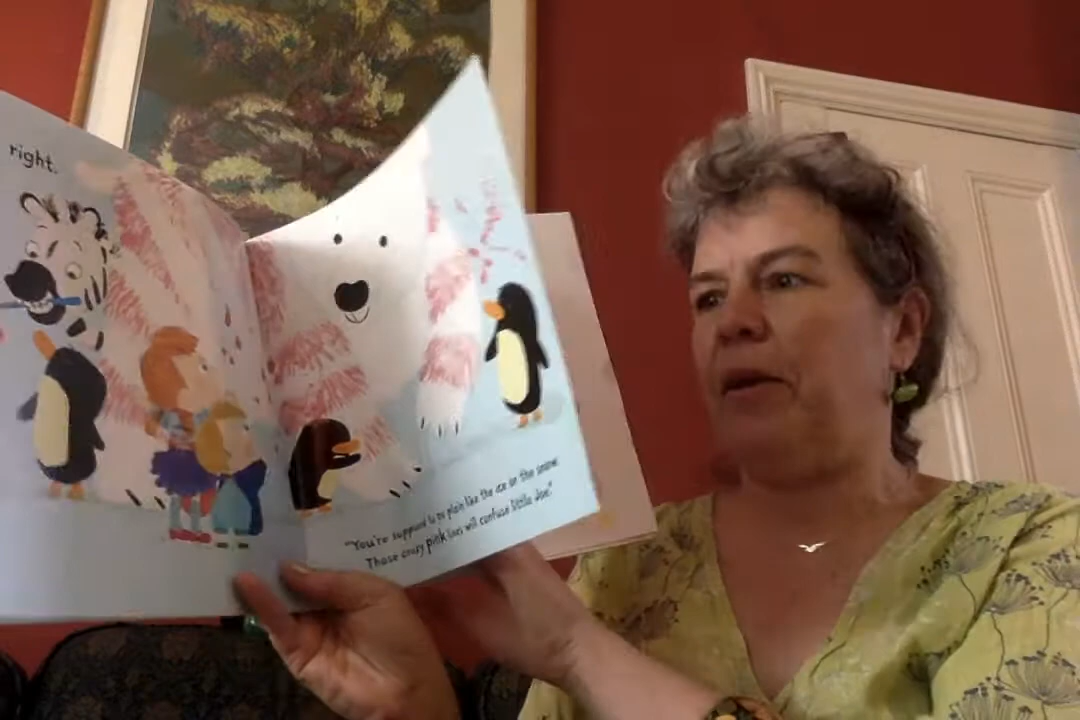 right.
"You're supposed to be plain like the ice or the snow.
Those crazy pink lines will confuse little Joe."